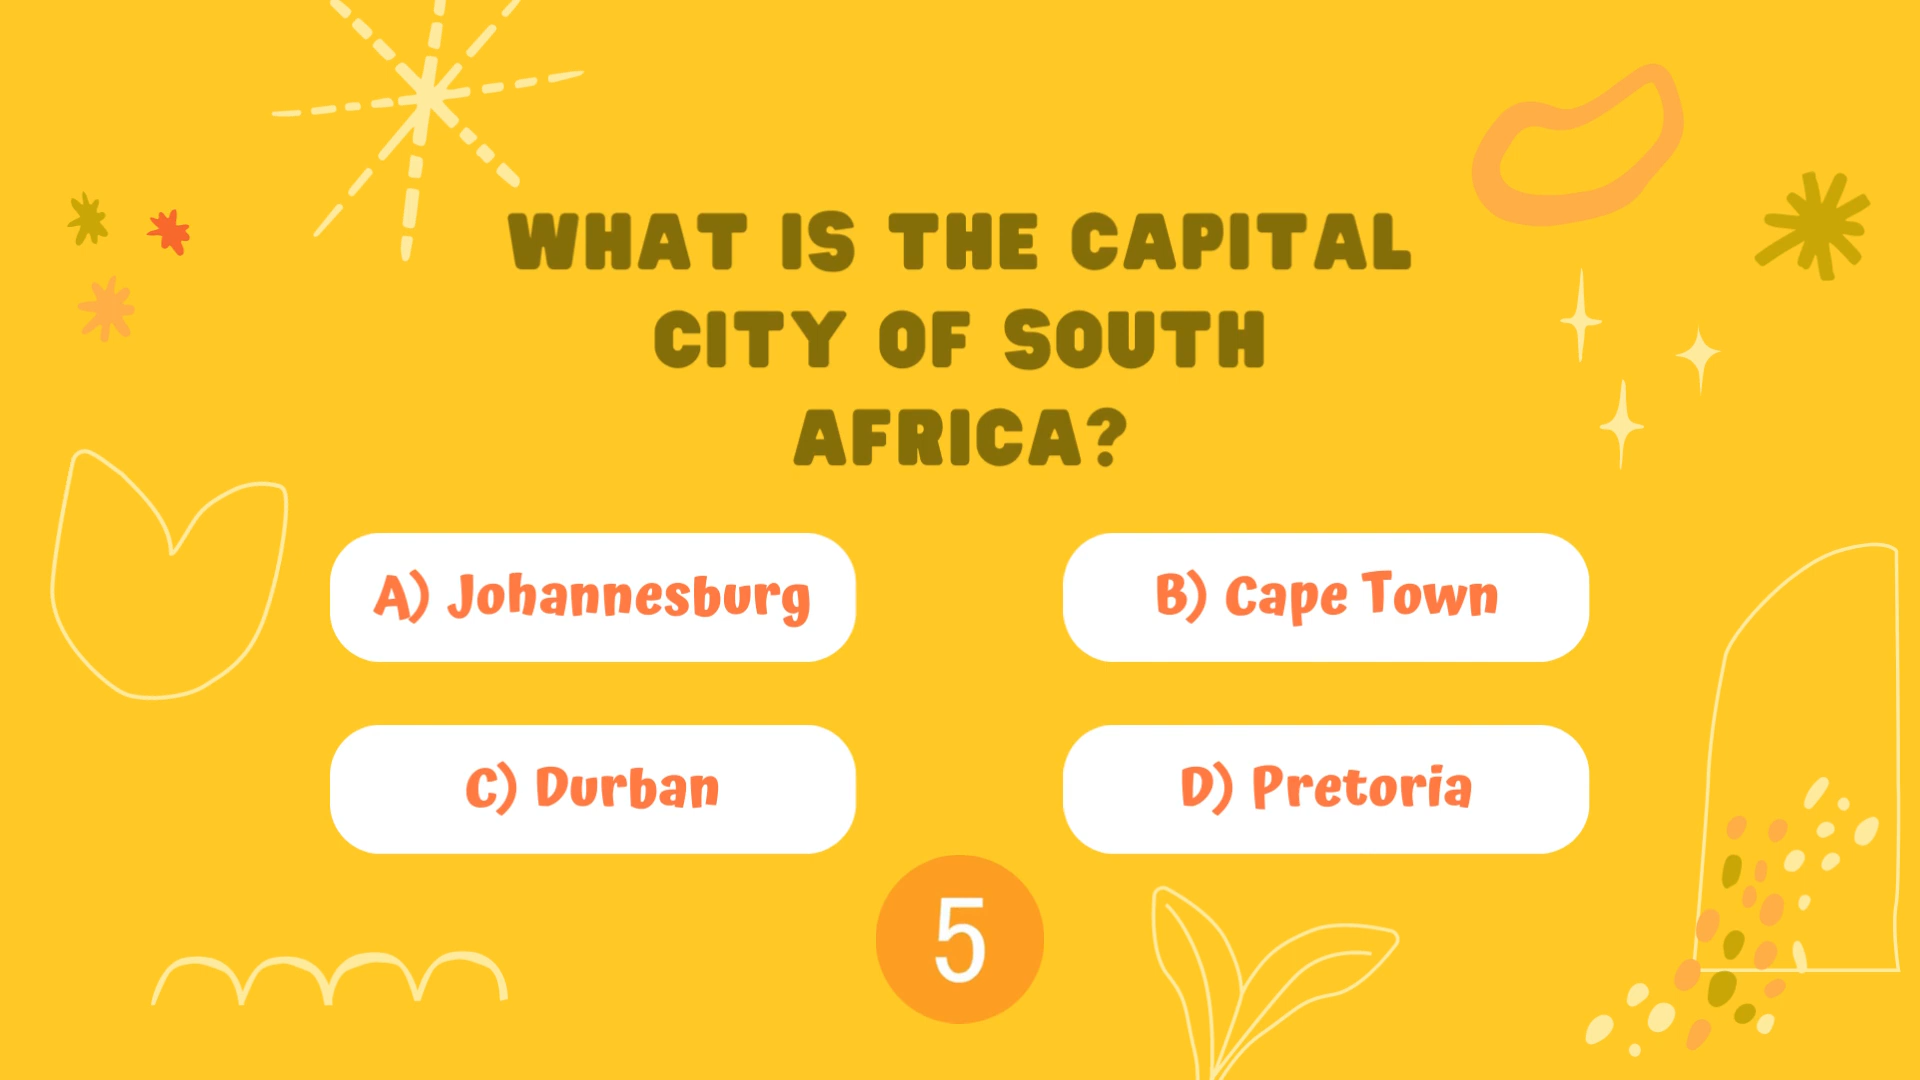 WHAT IS THE CAPITAL
CITY OF SOUTH
AFRICA?
A) Johannesburg
B) Cape Town
C) Durban
D) Pretoria
5